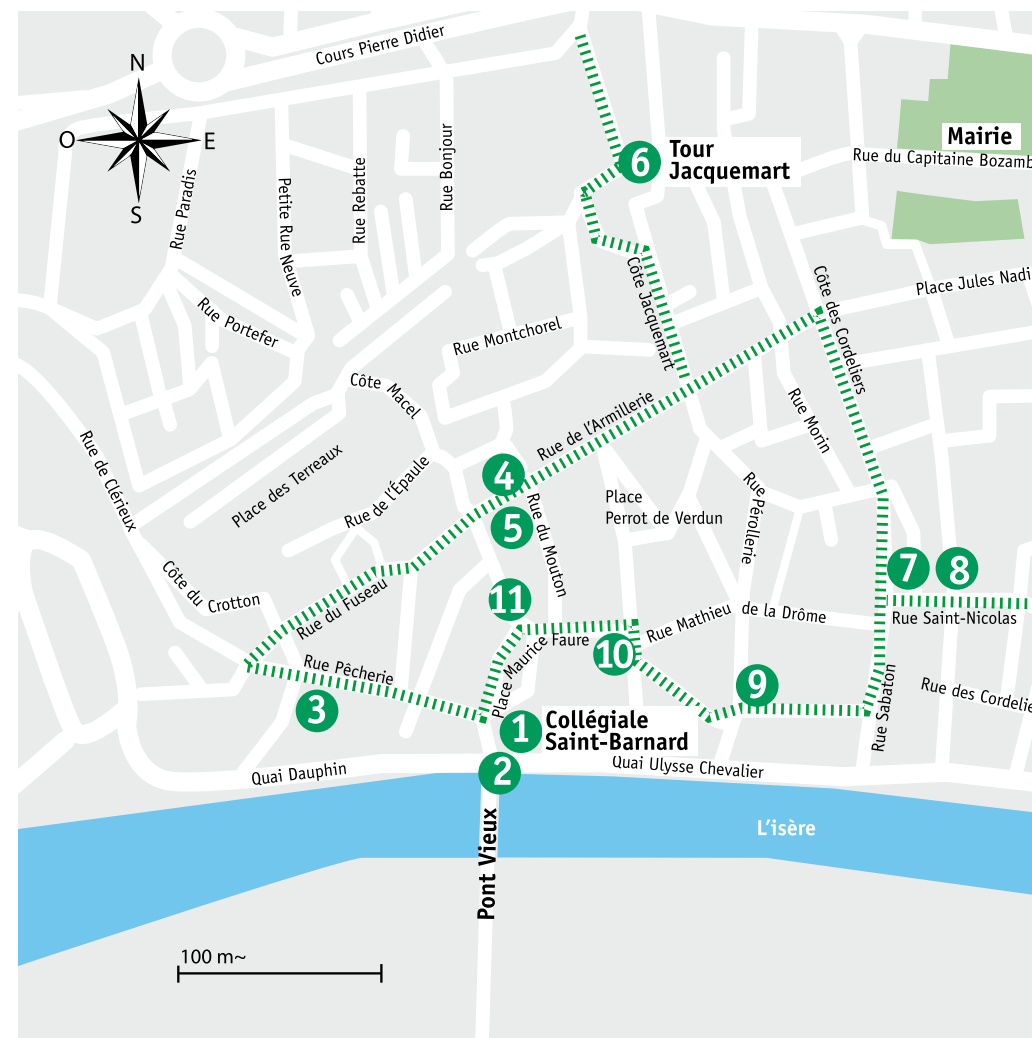 Cours Pierre Didier
N
O
E
S
6
Tour
Jacquemart
Mairie
Rue du Capitaine Bozamb
Rue Paradis
Petite Rue Neuve
Rue Rebatte
Rue Bonjour
Côte Jacquemart
Côte des Cordeliers
Place Jules Nadi
Rue Portefer
Rue Montchorel
Côte Macel
Rue de l'Armillerie
Rue Morin
Rue de Clérieux
Place des Terreaux
Rue de l'Épaule
4
5
Rue du Mouton
Place
Perrot de Verdun
Rue Pérollerie
7
8
Côte du Crotton
Rue du Fuseau
11
Rue Mathieu de la Drôme
Rue Saint-Nicolas
Place Maurice Faure
10
Rue Pêcherie
3
9
Rue Sabaton
Rue des Cordelie
1
Collégiale
Saint-Barnard
2
Quai Dauphin
Quai Ulysse Chevalier
L'isère
Pont Vieux
100 m~